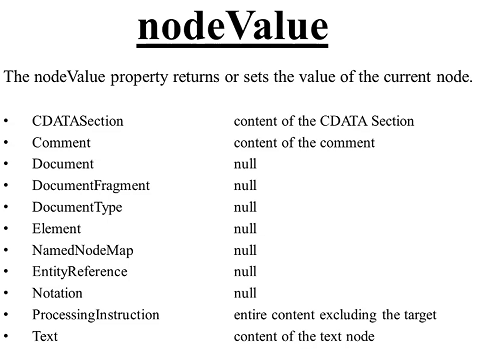 nodeValue
The nodeValue property returns or sets the value of the current node.
• CDATASection content of the CDATA Section
• Comment content of the comment
• Document null
• DocumentFragment null
• DocumentType null
• Element null
• NamedNodeMap null
• EntityReference null
• Notation null
• ProcessingInstruction entire content excluding the target
• Text content of the text node